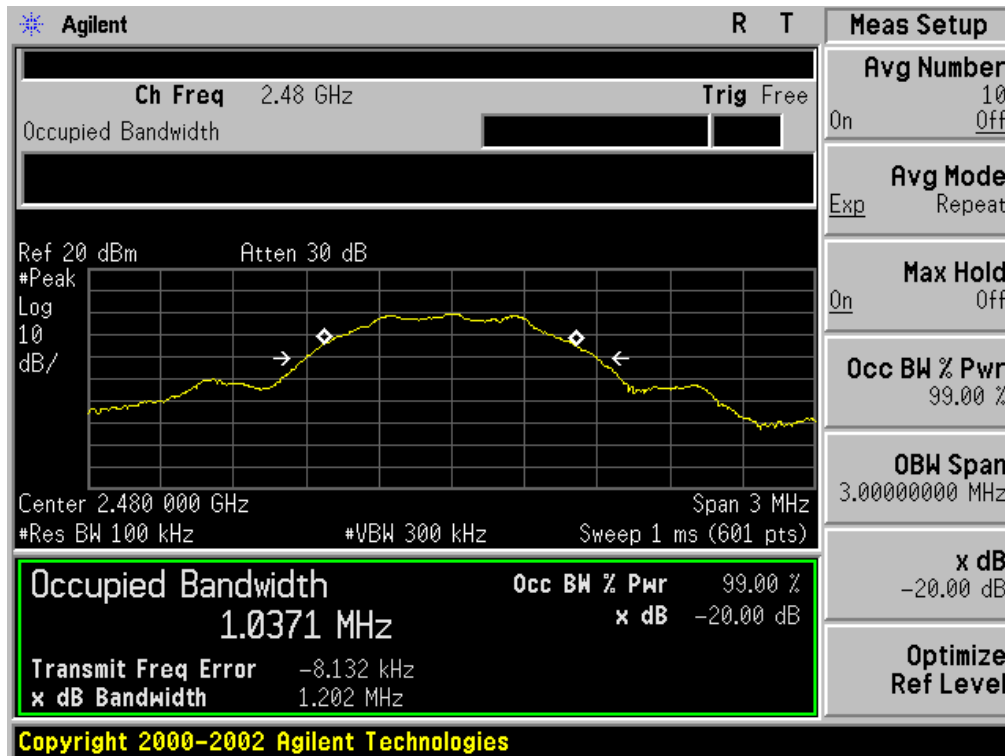 Agilent R T
Ch Freq 2.48 GHz Trig Free
Occupied Bandwidth
Ref 20 dBm Atten 30 dB
#Peak
Log
10
dB/
Center 2.480 000 GHz Span 3 MHz
#Res BW 100 kHz #VBW 300 kHz Sweep 1 ms (601 pts)
Occupied Bandwidth Occ BW % Pwr 99.00 %
1.0371 MHz x dB -20.00 dB
Transmit Freq Error -8.132 kHz
x dB Bandwidth 1.202 MHz
Copyright 2000-2002 Agilent Technologies
Meas Setup
Avg Number
10
On Off
Avg Mode
Exp Repeat
Max Hold
On Off
Occ BW % Pwr
99.00 %
OBW Span
3.00000000 MHz
x dB
-20.00 dB
Optimize
Ref Level